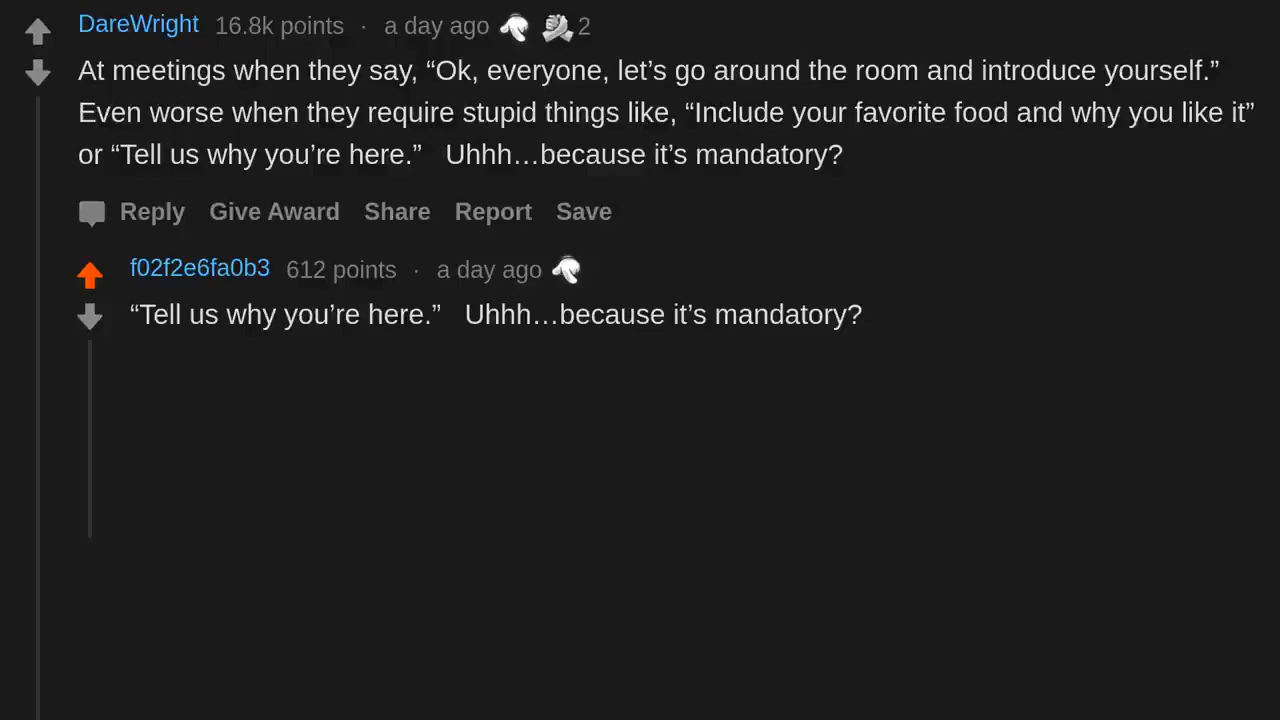 DareWright 16.8k points · a day ago 2
At meetings when they say, “Ok, everyone, let’s go around the room and introduce yourself.”
Even worse when they require stupid things like, “Include your favorite food and why you like it”
or “Tell us why you’re here.”   Uhhh…because it’s mandatory?
Reply Give Award Share Report Save
f02f2e6fa0b3 612 points · a day ago
“Tell us why you’re here.”   Uhhh…because it’s mandatory?